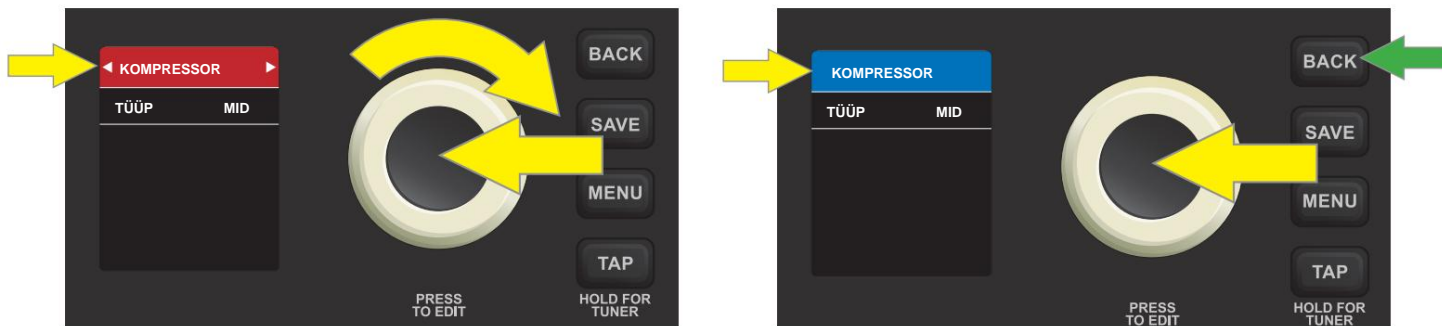 KOMPRESSOR
TÜÜP MID
BACK
SAVE
MENU
TAP
PRESS
TO EDIT
HOLD FOR
TUNER
KOMPRESSOR
TÜÜP MID
BACK
SAVE
MENU
TAP
PRESS
TO EDIT
HOLD FOR
TUNER